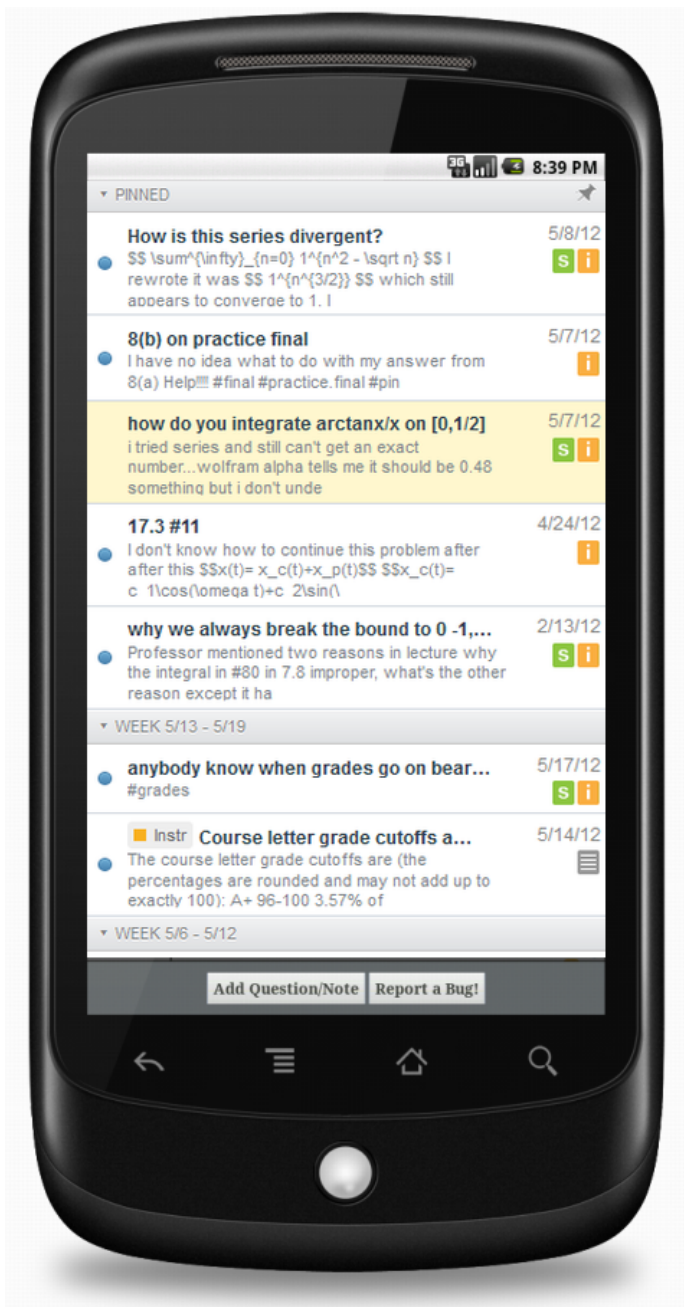 3G 8:39 PM
PINNED
How is this series divergent? 5/8/12
$$ \sum^{\infty}_{n=0} 1^{n^2 - \sqrt n} $$ I S i
rewrote it was $$ 1^{n^{3/2}} $$ which still
appears to converge to 1. I
8(b) on practice final 5/7/12
I have no idea what to do with my answer from i
8(a) Help!!!! #final #practice.final #pin
how do you integrate arctanx/x on [0,1/2] 5/7/12
i tried series and still can't get an exact S i
number...wolfram alpha tells me it should be 0.48
something but i don't unde
17.3 #11 4/24/12
I don't know how to continue this problem after i
after this $$x(t)= x_c(t)+x_p(t)$$ $$x_c(t)=
c_1\cos(\omega t)+c_2\sin(\
why we always break the bound to 0 -1,... 2/13/12
Professor mentioned two reasons in lecture why S i
the integral in #80 in 7.8 improper, what's the other
reason except it ha
WEEK 5/13 - 5/19
anybody know when grades go on bear... 5/17/12
#grades S i
Instr Course letter grade cutoffs a... 5/14/12
The course letter grade cutoffs are (the
percentages are rounded and may not add up to
exactly 100): A+ 96-100 3.57% of
WEEK 5/6 - 5/12
Add Question/Note Report a Bug!